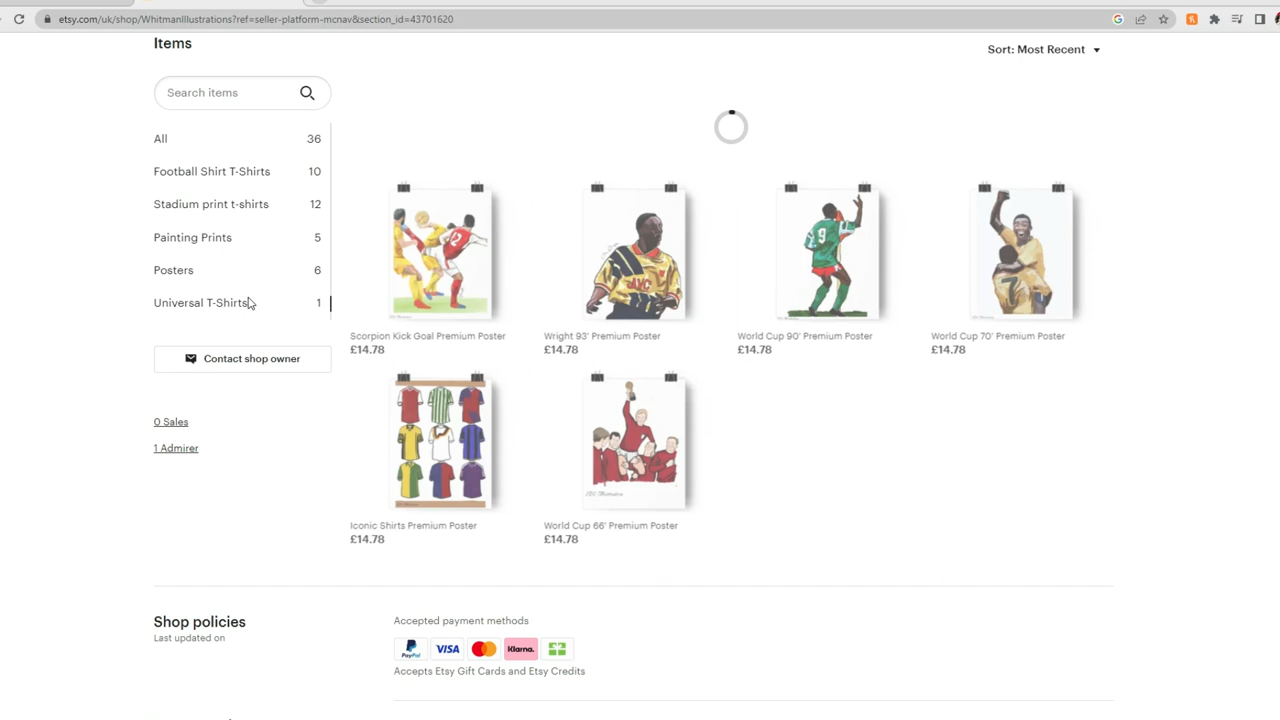 etsy.com/uk/shop/WhitmanIllustrations?ref=seller-platform-mcnav&section_id=43701620
Items
Sort: Most Recent
Search items
All 36
Football Shirt T-Shirts 10
Stadium print t-shirts 12
Painting Prints 5
Posters 6
Universal T-Shirts 1
Contact shop owner
0 Sales
1 Admirer
12
JVC
9
7
Scorpion Kick Goal Premium Poster
£14.78
Wright 93' Premium Poster
£14.78
World Cup 90' Premium Poster
£14.78
World Cup 70' Premium Poster
£14.78
Iconic Shirts Premium Poster
£14.78
World Cup 66' Premium Poster
£14.78
Shop policies
Last updated on
Accepted payment methods
PayPal VISA Klarna.
Accepts Etsy Gift Cards and Etsy Credits